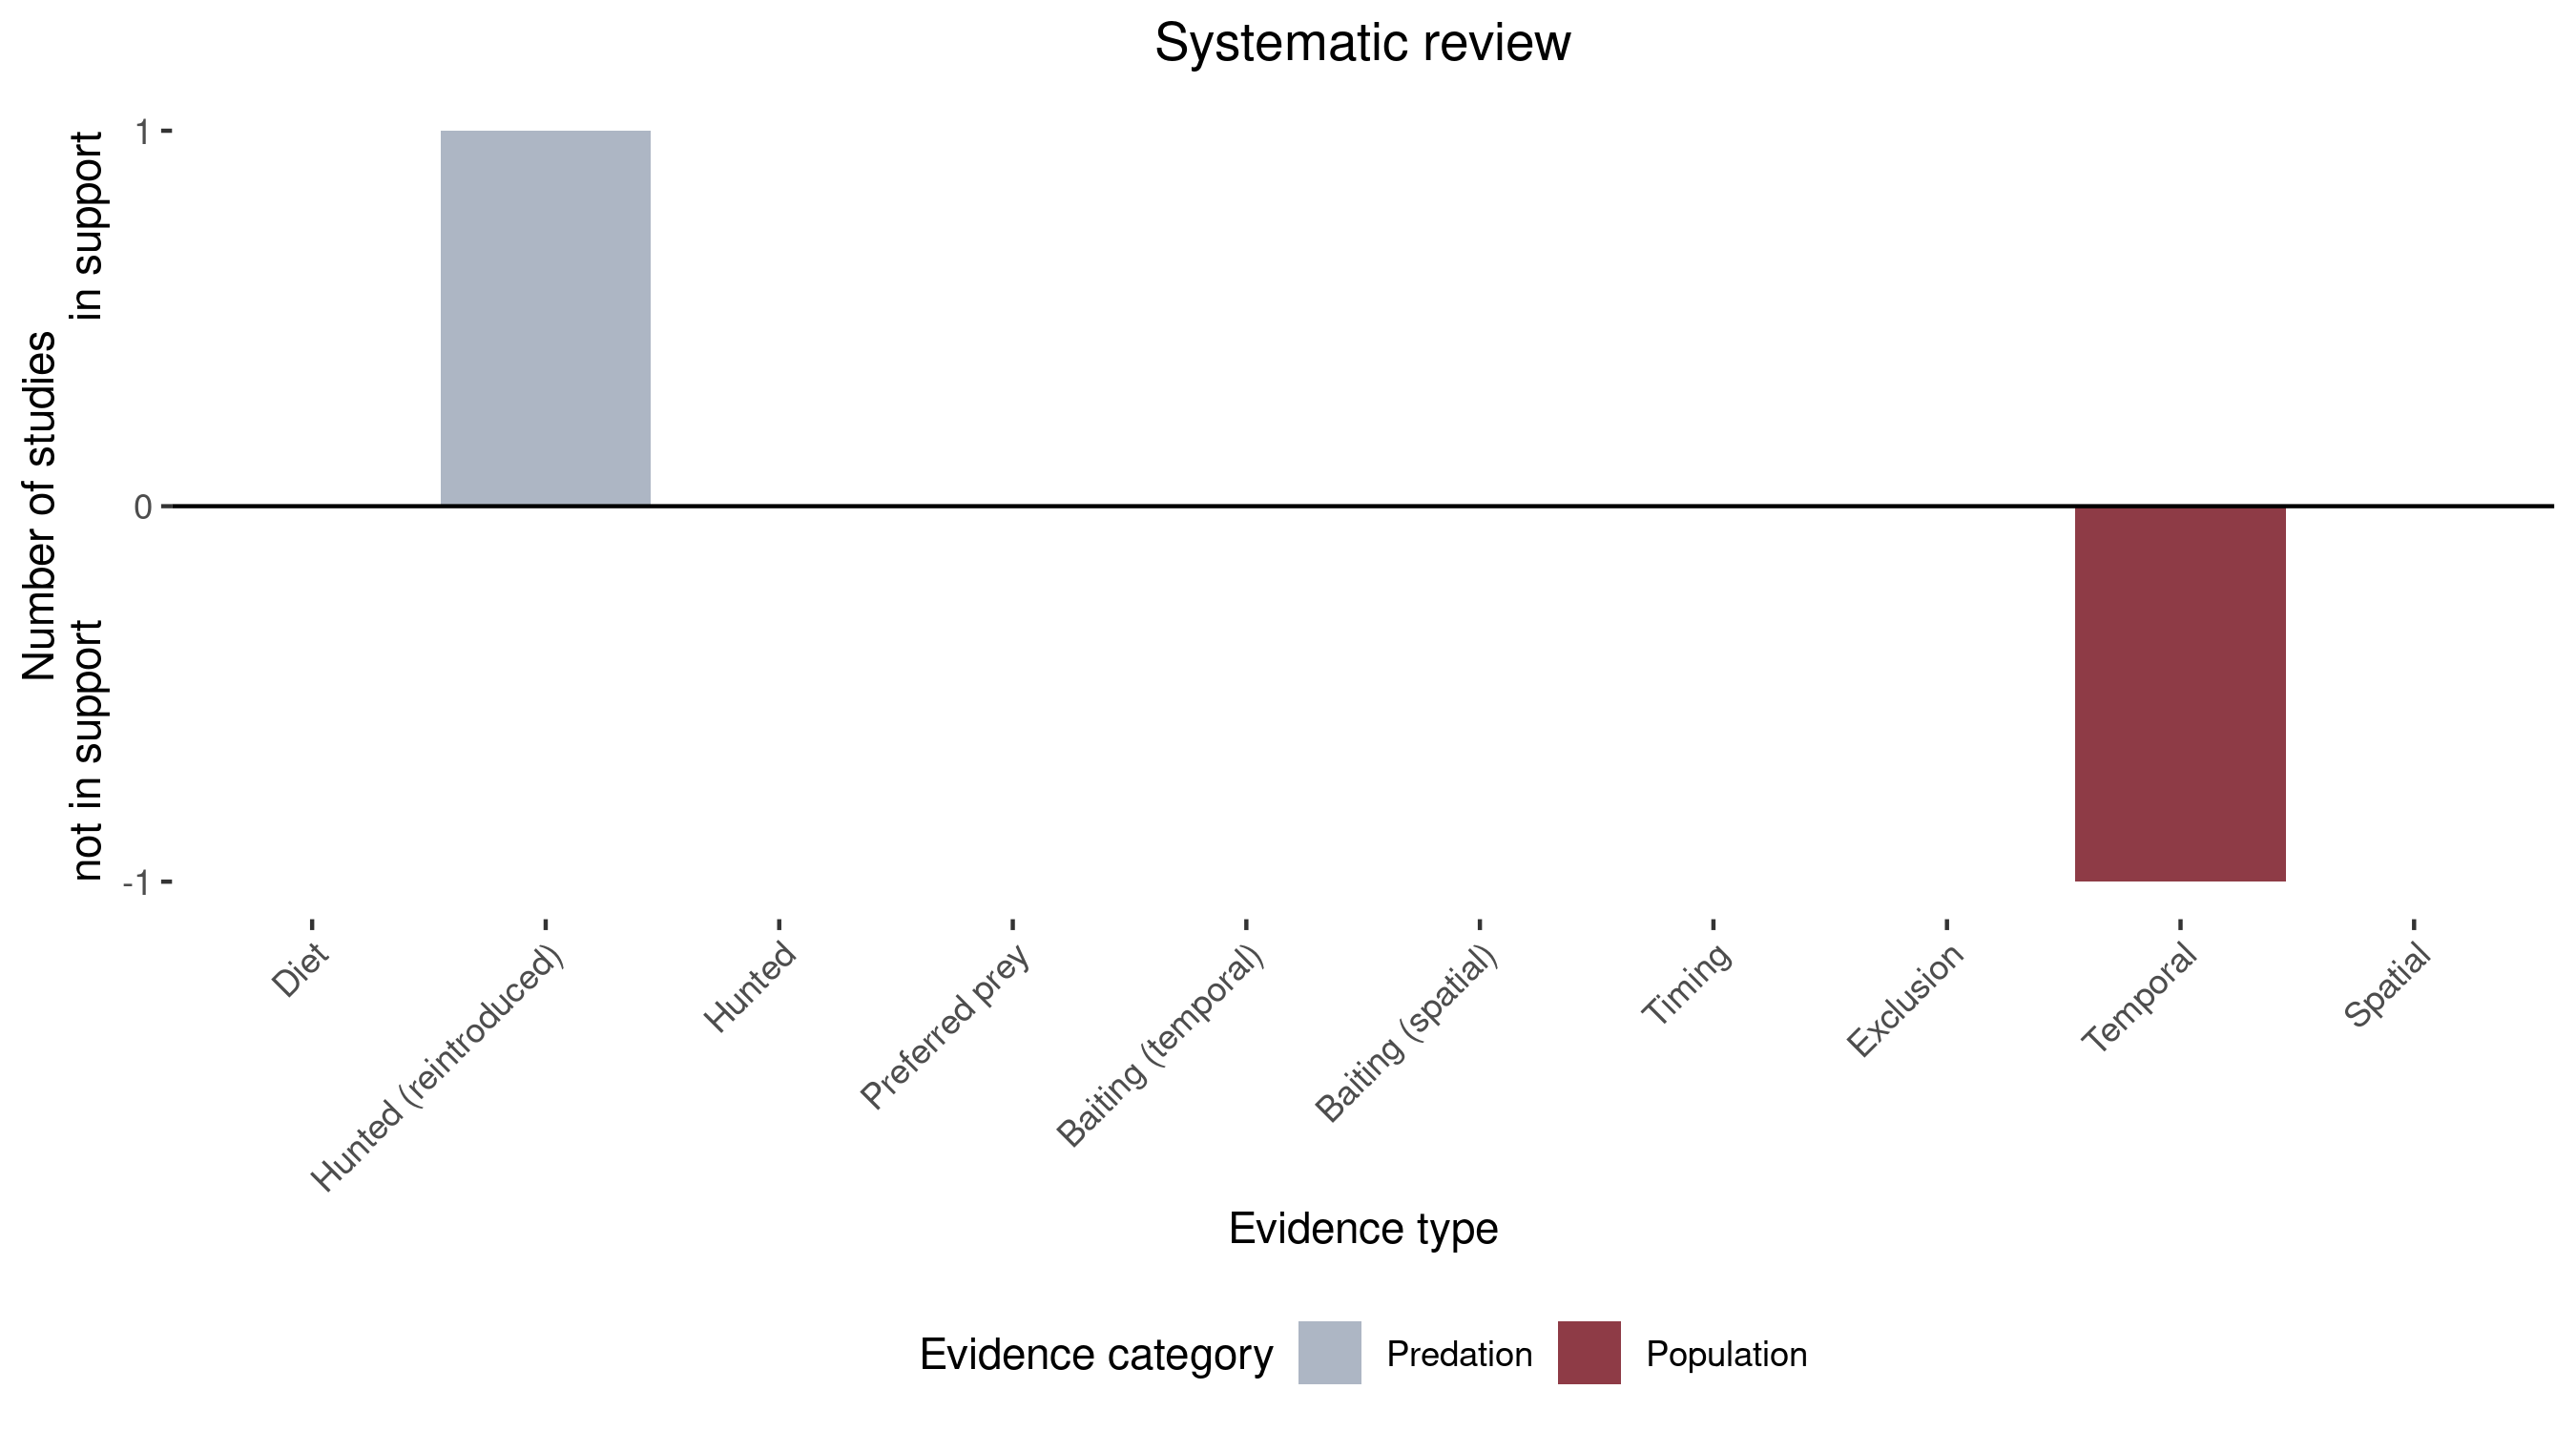 Systematic review
Number of studies
in support
not in support
1
0
-1
Diet
Hunted (reintroduced)
Hunted
Preferred prey
Baiting (temporal)
Baiting (spatial)
Timing
Exclusion
Temporal
Spatial
Evidence type
Evidence category
Predation
Population